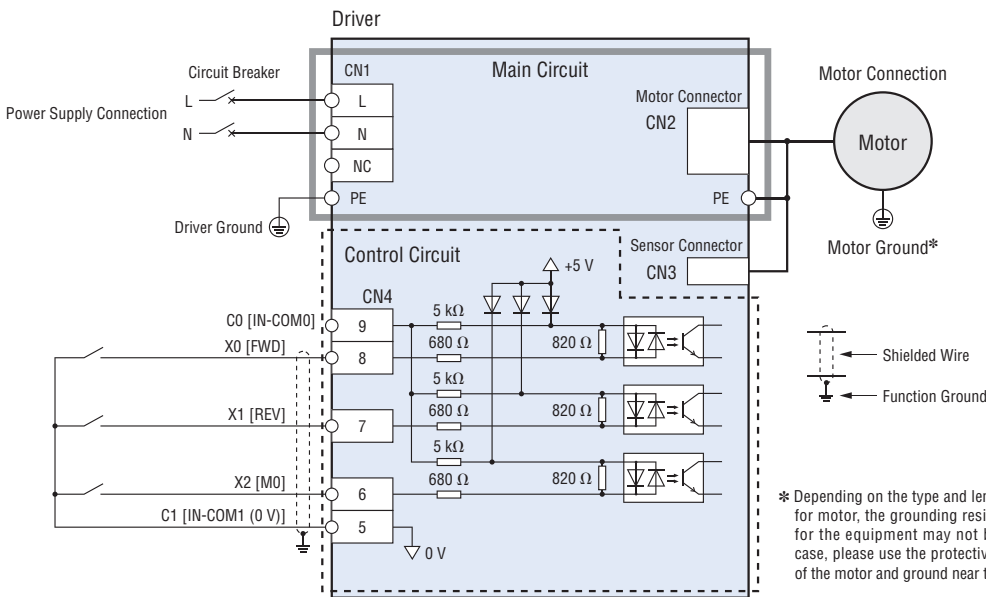 Driver
Circuit Breaker
CN1
Main Circuit
Motor Connection
Power Supply Connection
L
L
N
N
NC
PE
Driver Ground
Motor Connector
CN2
PE
Motor
Motor Ground*
Sensor Connector
CN3
Control Circuit
+5 V
CN4
C0 [IN-COM0]
9
5 kΩ
X0 [FWD]
8
680 Ω
820 Ω
5 kΩ
X1 [REV]
7
680 Ω
820 Ω
5 kΩ
X2 [M0]
6
680 Ω
820 Ω
C1 [IN-COM1 (0 V)]
5
0 V
Shielded Wire
Function Ground
* Depending on the type and
for motor, the grounding
for the equipment may not
case, please use the protective
of the motor and ground near